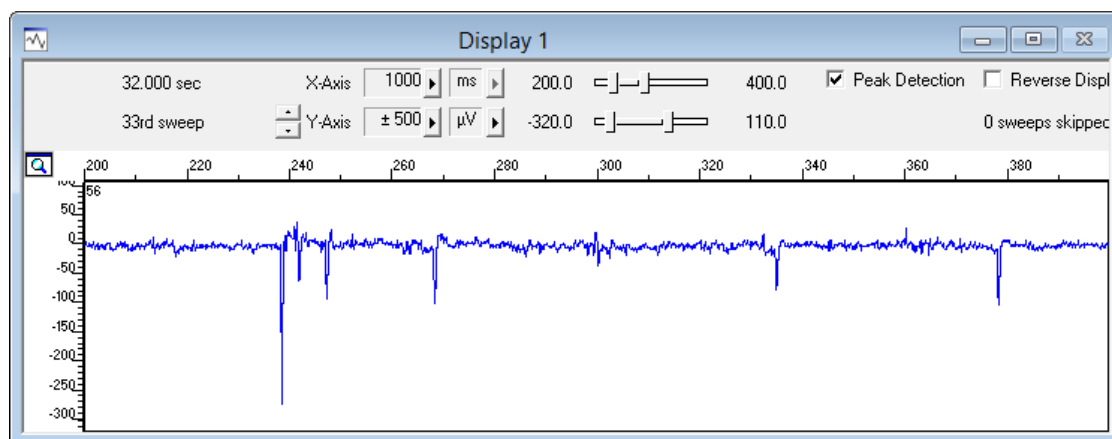 Display 1
32.000 sec X-Axis 1000 ms 200.0 400.0 Peak Detection Reverse Displ
33rd sweep Y-Axis ± 500 µV -320.0 110.0 0 sweeps skipped
200 220 240 260 280 300 320 340 360 380
100
56
50
0
-50
-100
-150
-200
-250
-300